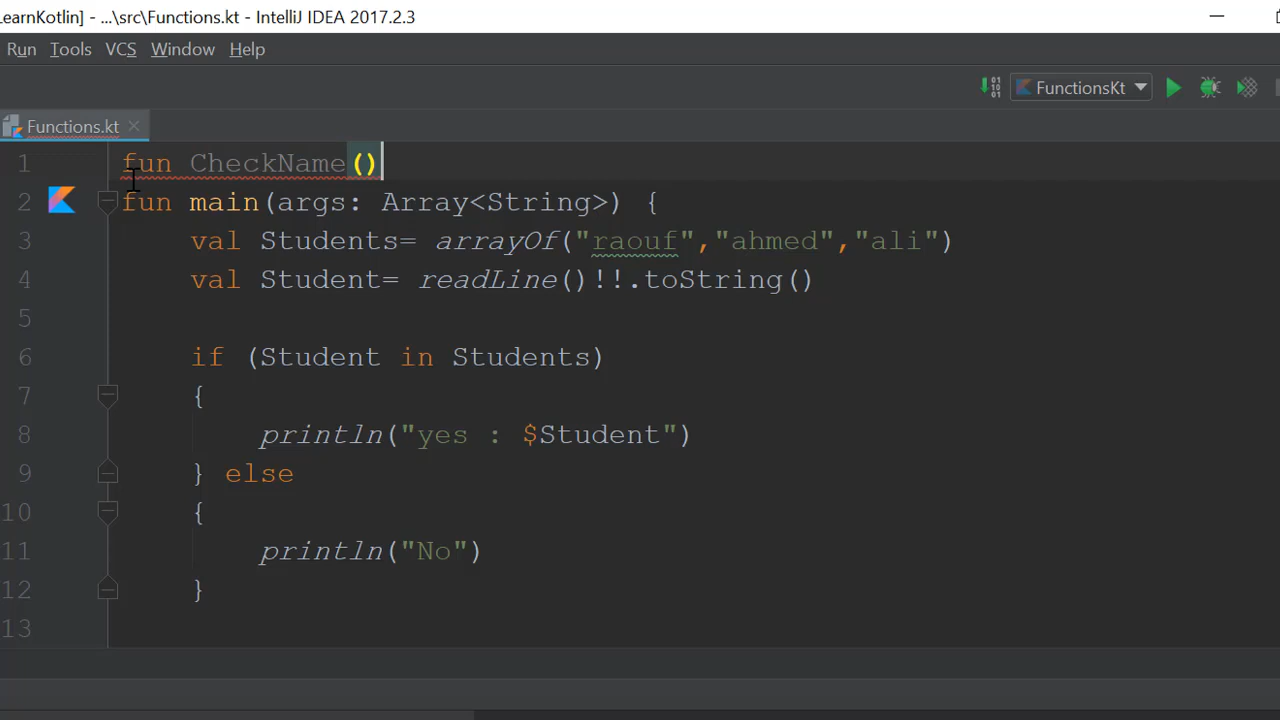 LearnKotlin] - ...\src\Functions.kt - IntelliJ IDEA 2017.2.3
Run Tools VCS Window Help
FunctionsKt
Functions.kt
1 fun CheckName()
2 fun main(args: Array<String>) {
3 val Students= arrayOf("raouf","ahmed","ali")
4 val Student= readLine()!!.toString()
5
6 if (Student in Students)
7 {
8 println("yes : $Student")
9 } else
10 {
11 println("No")
12 }
13